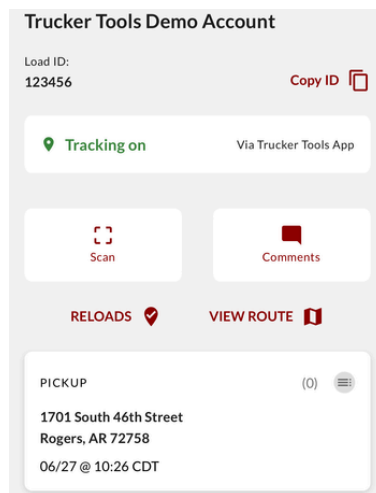 Trucker Tools Demo Account
Load ID:
123456
Copy ID
Tracking on
Via Trucker Tools App
Scan
Comments
RELOADS
VIEW ROUTE
PICKUP
(0)
1701 South 46th Street
Rogers, AR 72758
06/27 @ 10:26 CDT